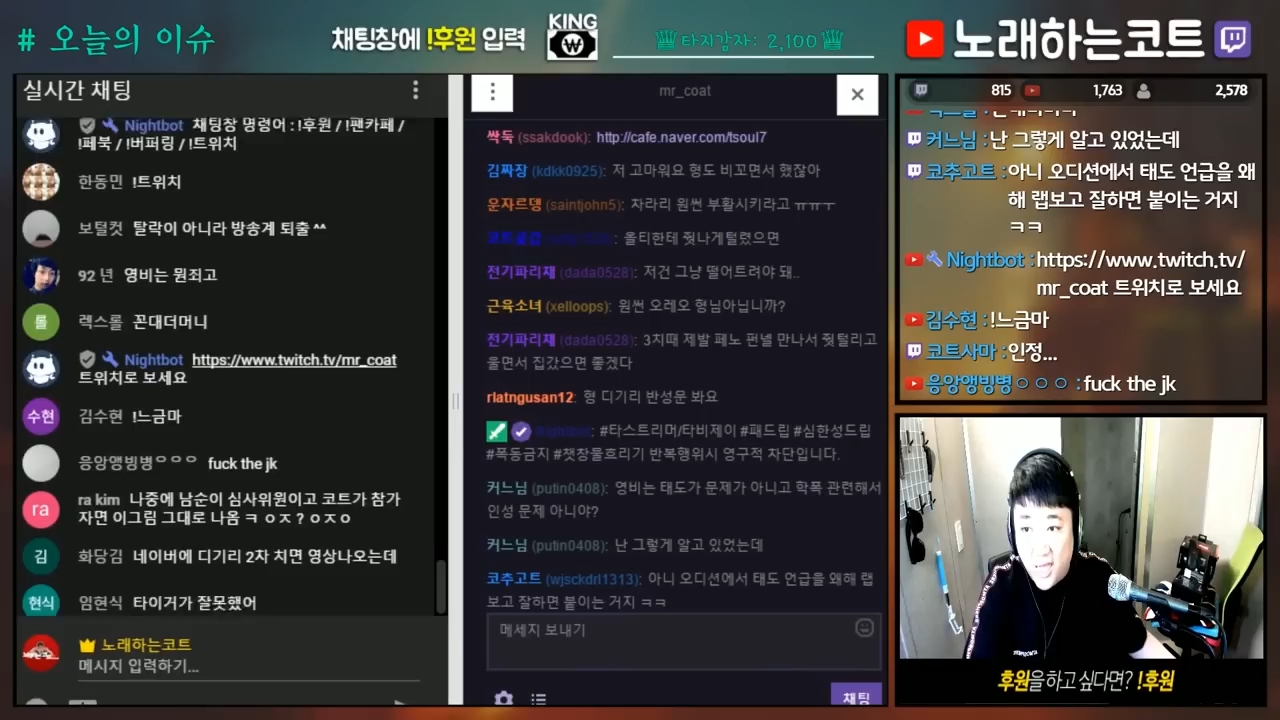 # 오늘의 이슈
채팅창에 !후원 입력
KING
타지감자: 2,100
노래하는코트
실시간 채팅
Nightbot 채팅창 명령어 : !후원 / !팬카페 /
!페북 / !버퍼링 / !트위치
한동민 !트위치
보털컷 탈락이 아니라 방송계 퇴출 ^^
92 년 영비는 뭔죄고
롤
렉스롤 꼰대더머니
Nightbot https://www.twitch.tv/mr_coat
트위치로 보세요
수현
김수현 !느금마
응앙앵빙병ㅇㅇㅇ fuck the jk
ra
ra kim 나중에 남순이 심사위원이고 코트가 참가
자면 이그림 그대로 나옴 ㅋ ㅇㅈ ? ㅇㅈㅇ
김
화당김 네이버에 디기리 2차 치면 영상나오는데
현식
임현식 타이거가 잘못했어
노래하는코트
메시지 입력하기...
mr_coat
싹둑 (ssakdook): http://cafe.naver.com/tsoul7
김짜장 (kdkk0925): 저 고마워요 형도 비꼬면서 했잖아
운자르뎅 (saintjohn5): 차라리 원썬 부활시키라고 ㅠㅠㅜ
: 올티한테 줫나게털렸으면
전기파리채 (dada0528): 저건 그냥 떨어트려야 돼..
근육소녀 (xelloops): 원썬 오레오 형님아닙니까?
전기파리채 (dada0528): 3치때 제발 페노 펀넬 만나서 줫털리고
울면서 집갔으면 좋겠다
rlatngusan12: 형 디기리 반성문 봐요
Nightbot: #타스트리머/타비제이 #패드립 #심한성드립
#폭동금지 #챗창물흐리기 반복행위시 영구적 차단입니다.
커느님 (putin0408): 영비는 태도가 문제가 아니고 학폭 관련해서
인성 문제 아니야?
커느님 (putin0408): 난 그렇게 알고 있었는데
코추고트 (wjsckdrl1313): 아니 오디션에서 태도 언급을 왜해 랩
보고 잘하면 붙이는 거지 ㅋㅋ
메세지 보내기
채팅
815 1,763 2,578
커느님 : 난 그렇게 알고 있었는데
코추고트 : 아니 오디션에서 태도 언급을 왜
해 랩보고 잘하면 붙이는 거지
ㅋㅋ
Nightbot : https://www.twitch.tv/
mr_coat 트위치로 보세요
김수현 : !느금마
코트사마 : 인정...
응앙앵빙병ㅇㅇㅇ : fuck the jk
후원을 하고 싶다면? !후원